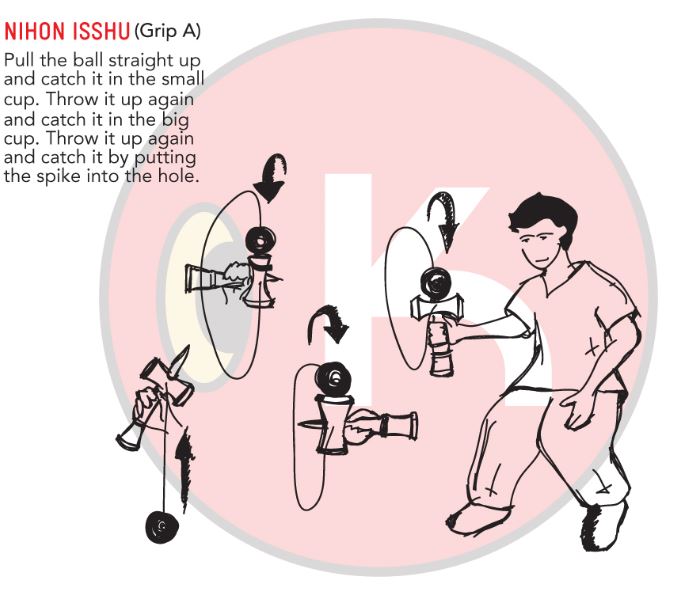 NIHON ISSHU (Grip A)
Pull the ball straight up
and catch it in the small
cup. Throw it up again
and catch it in the big
cup. Throw it up again
and catch it by putting
the spike into the hole.
K